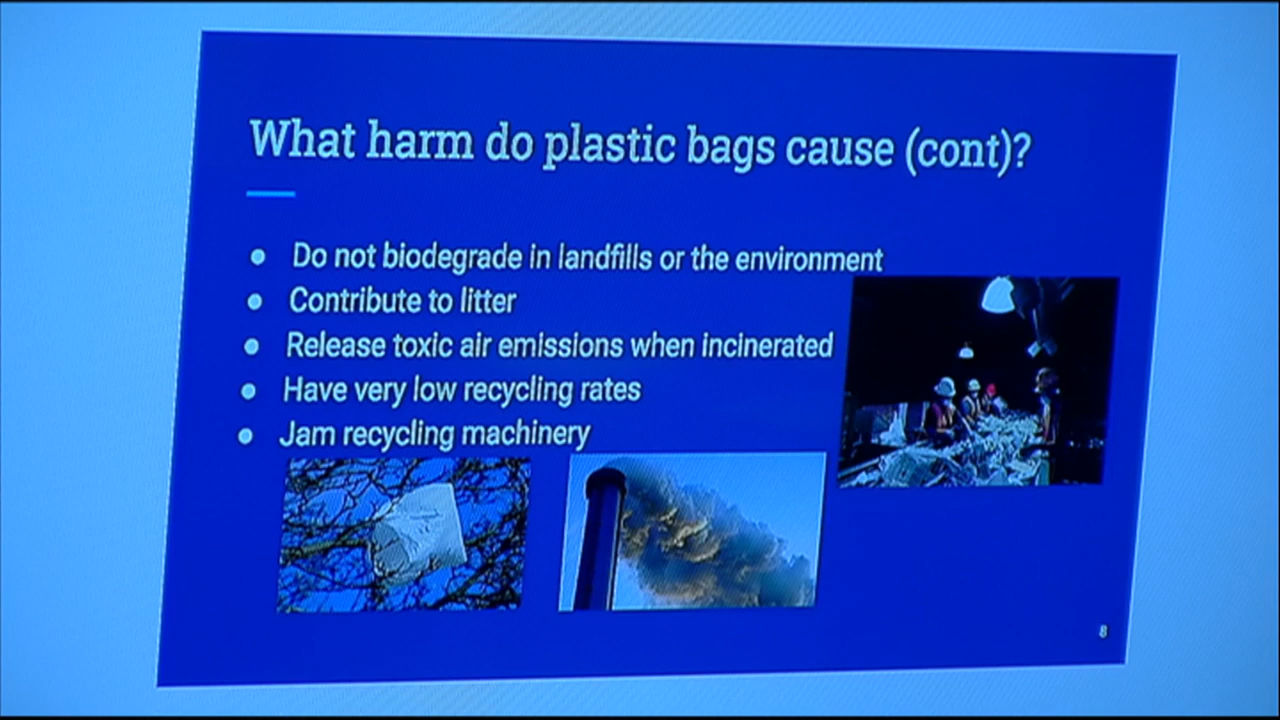 What harm do plastic bags cause (cont)?
● Do not biodegrade in landfills or the environment
● Contribute to litter
● Release toxic air emissions when incinerated
● Have very low recycling rates
● Jam recycling machinery
8